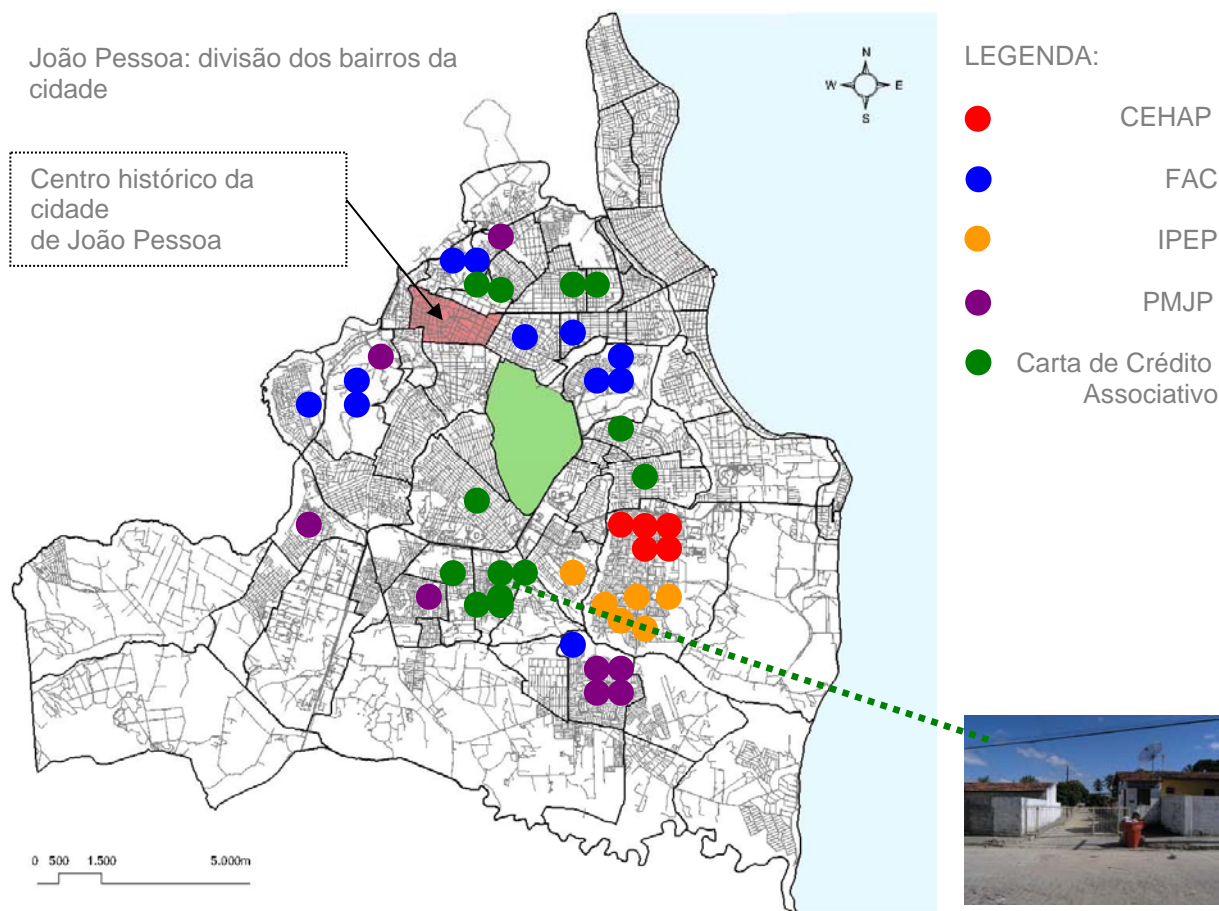 João Pessoa: divisão dos bairros da
cidade
Centro histórico da
cidade
de João Pessoa
N
W
E
S
LEGENDA:
CEHAP
FAC
IPEP
PMJP
Carta de Crédito
Associativo
0 500 1.500 5.000m